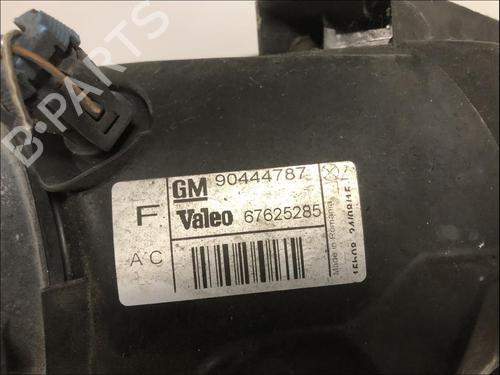 B-PARTS
GM 90444787
F Valeo 67625285
AC
Made in Romania